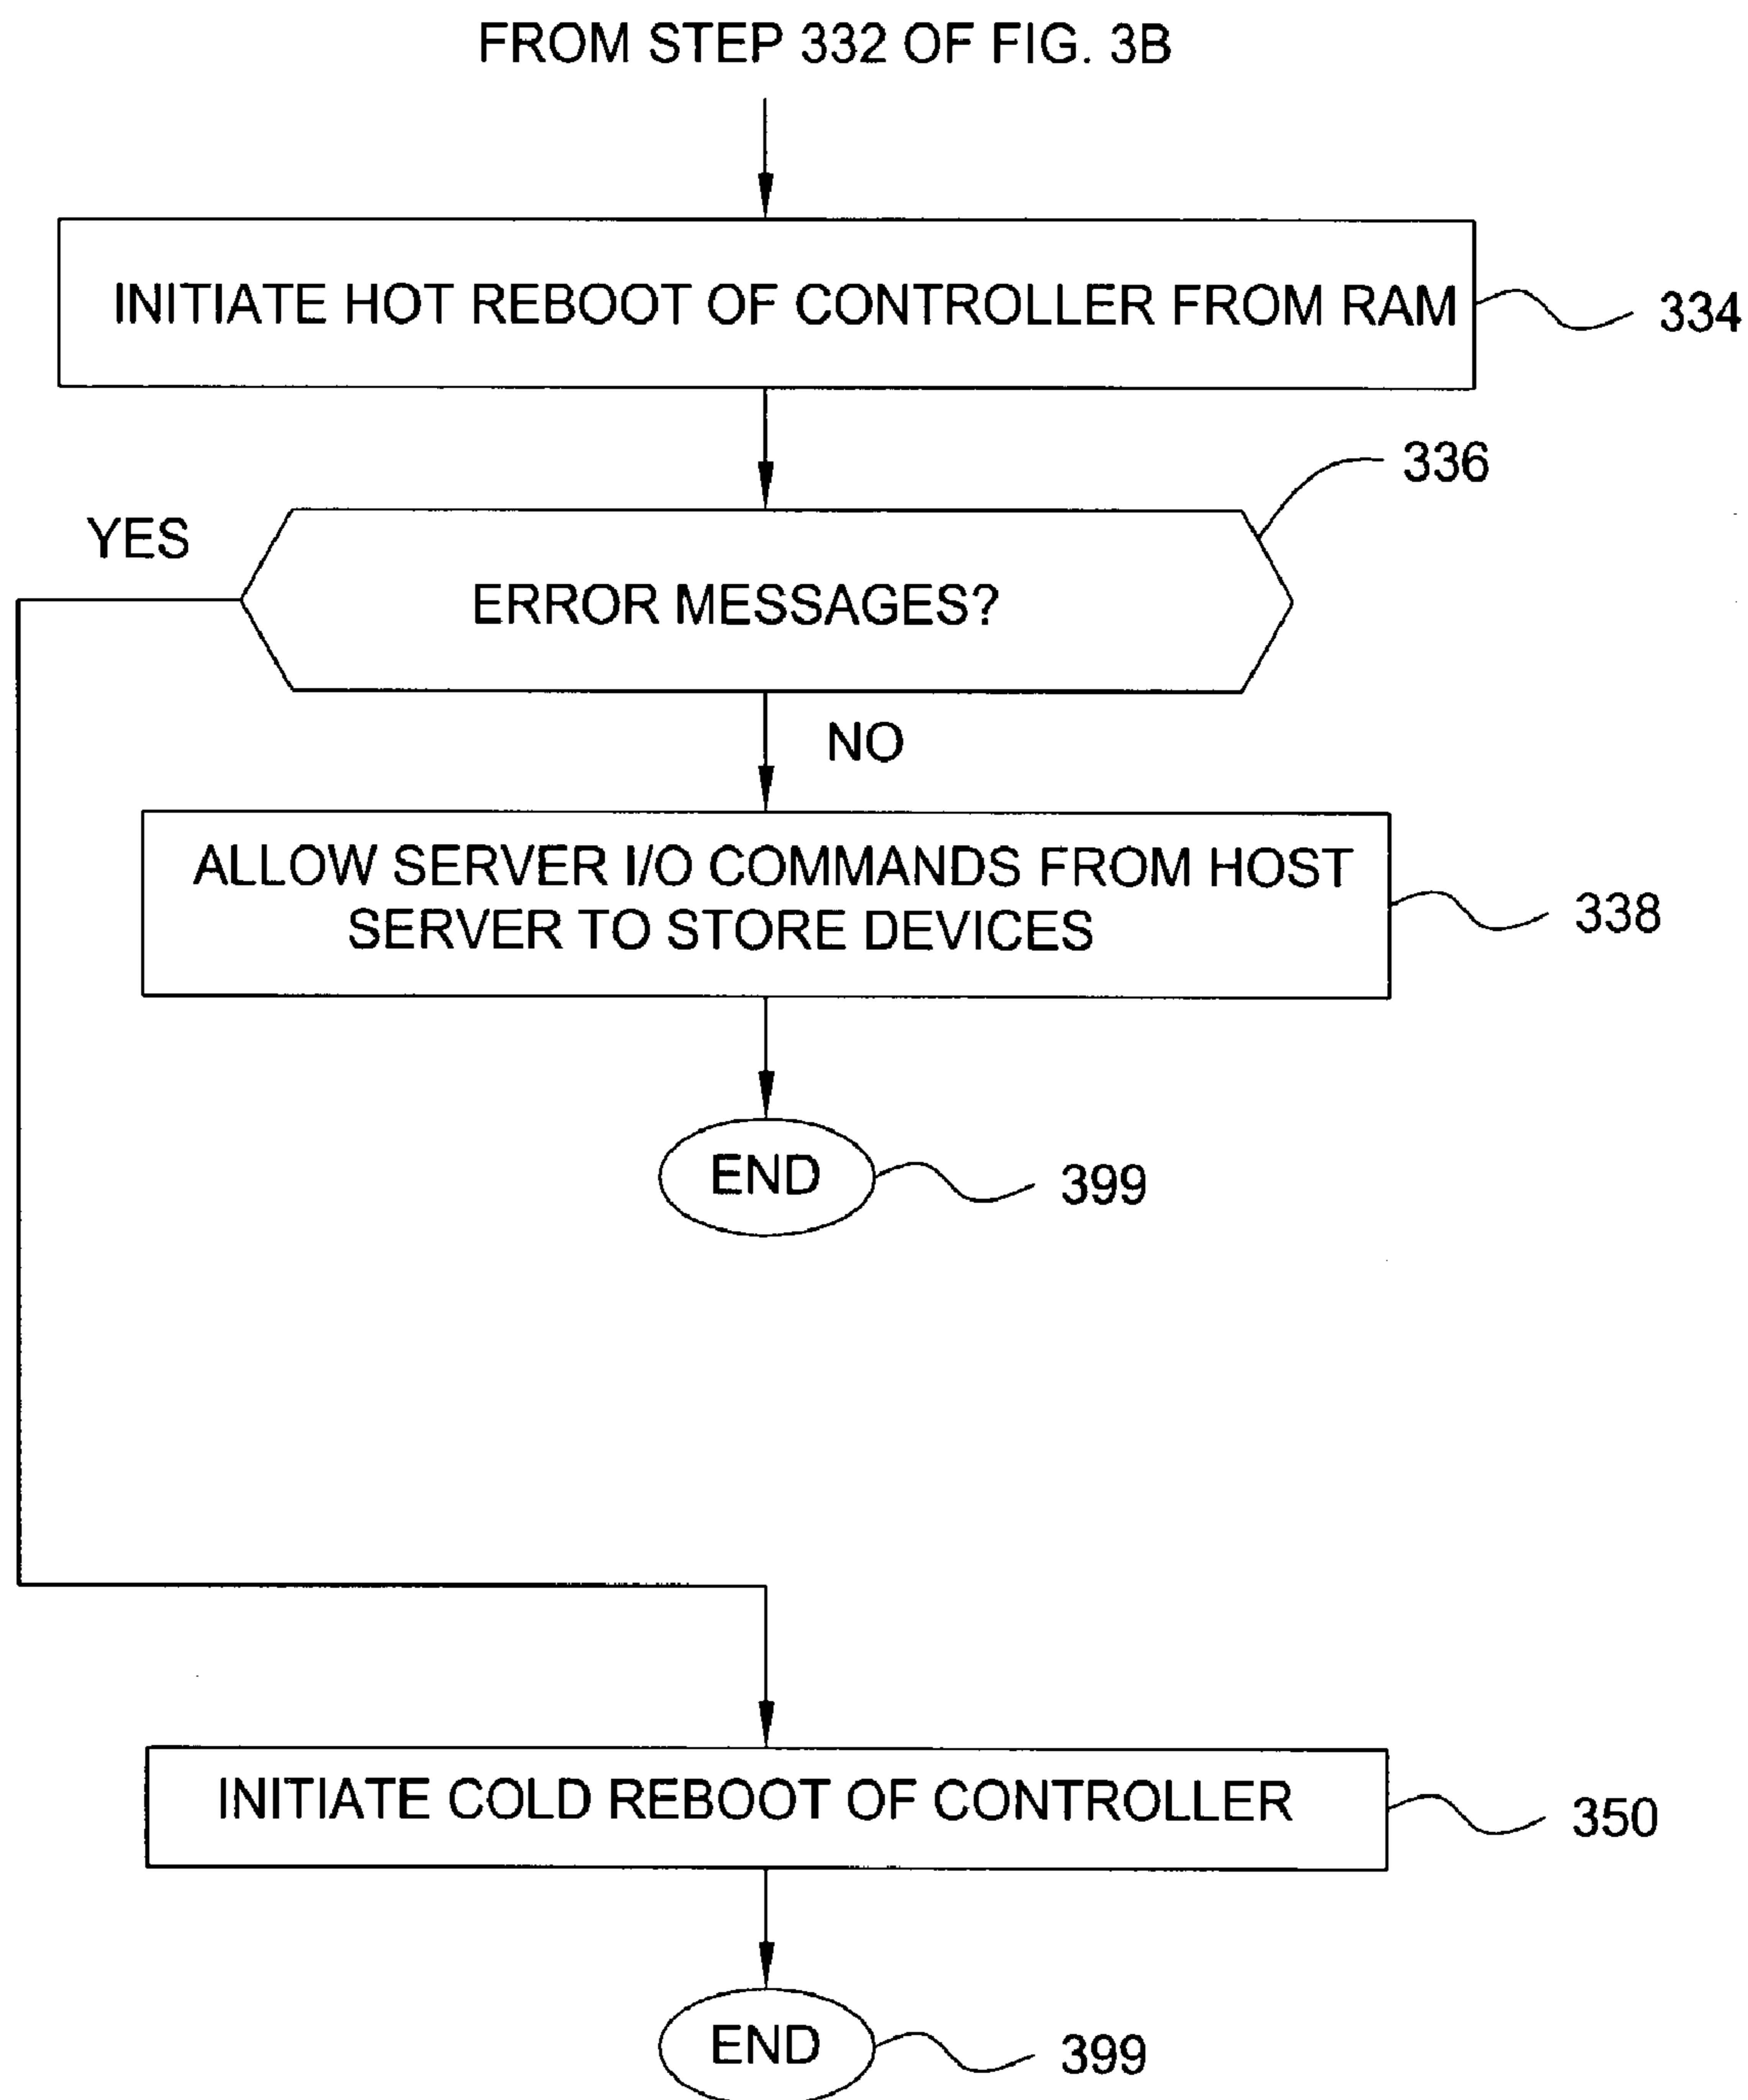 FROM STEP 332 OF FIG. 3B
INITIATE HOT REBOOT OF CONTROLLER FROM RAM
334
336
YES
ERROR MESSAGES?
NO
ALLOW SERVER I/O COMMANDS FROM HOST
SERVER TO STORE DEVICES
338
END
399
INITIATE COLD REBOOT OF CONTROLLER
350
END
399